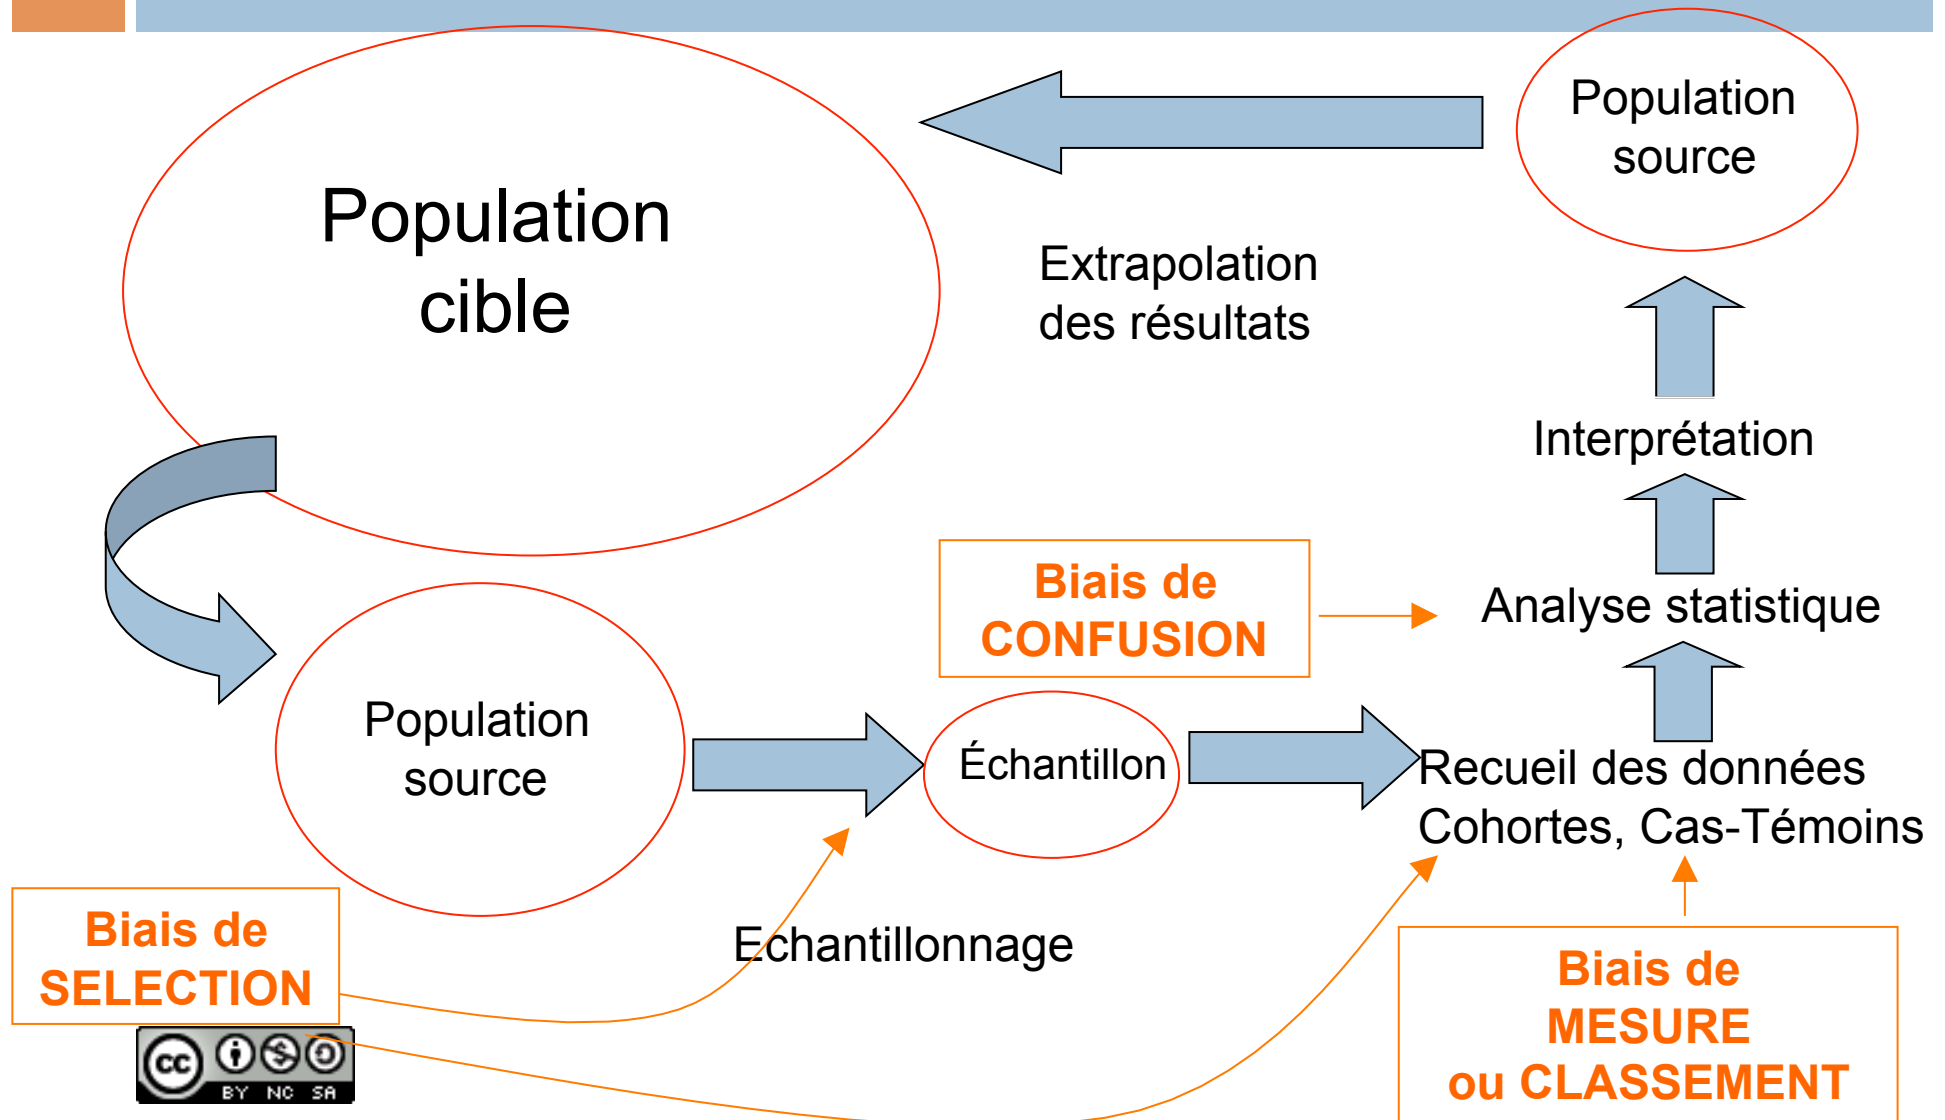 Population
cible
Population
source
Extrapolation
des résultats
Interprétation
Biais de
CONFUSION
Analyse statistique
Population
source
Échantillon
Recueil des données
Cohortes, Cas-Témoins
Biais de
SELECTION
Echantillonnage
Biais de
MESURE
ou CLASSEMENT
cc
BY NC SA